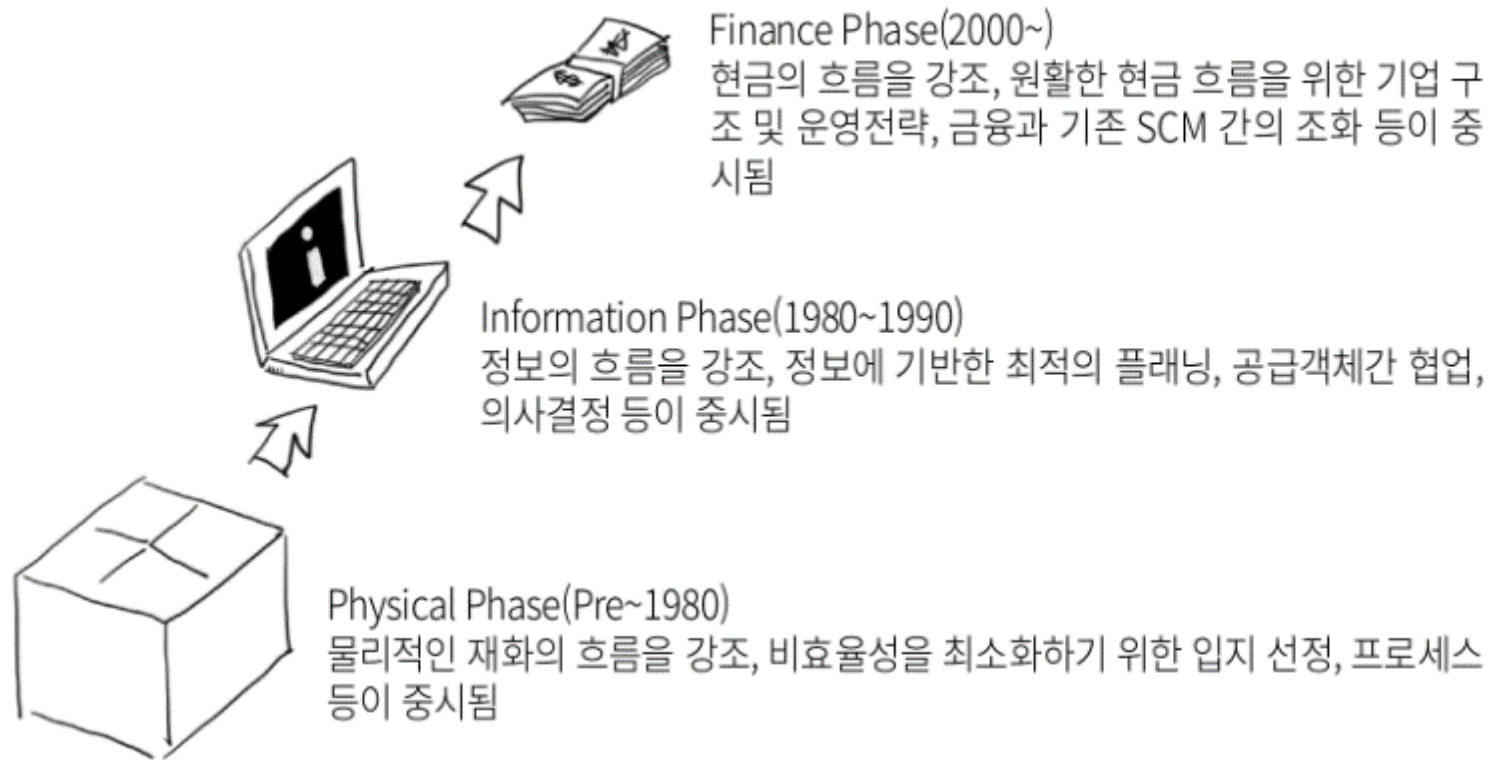 Finance Phase(2000~)
현금의 흐름을 강조, 원활한 현금 흐름을 위한 기업 구
조 및 운영전략, 금융과 기존 SCM 간의 조화 등이 중
시됨
Information Phase(1980~1990)
정보의 흐름을 강조, 정보에 기반한 최적의 플래닝, 공급객체간 협업,
의사결정 등이 중시됨
Physical Phase(Pre~1980)
물리적인 재화의 흐름을 강조, 비효율성을 최소화하기 위한 입지 선정, 프로세스
등이 중시됨